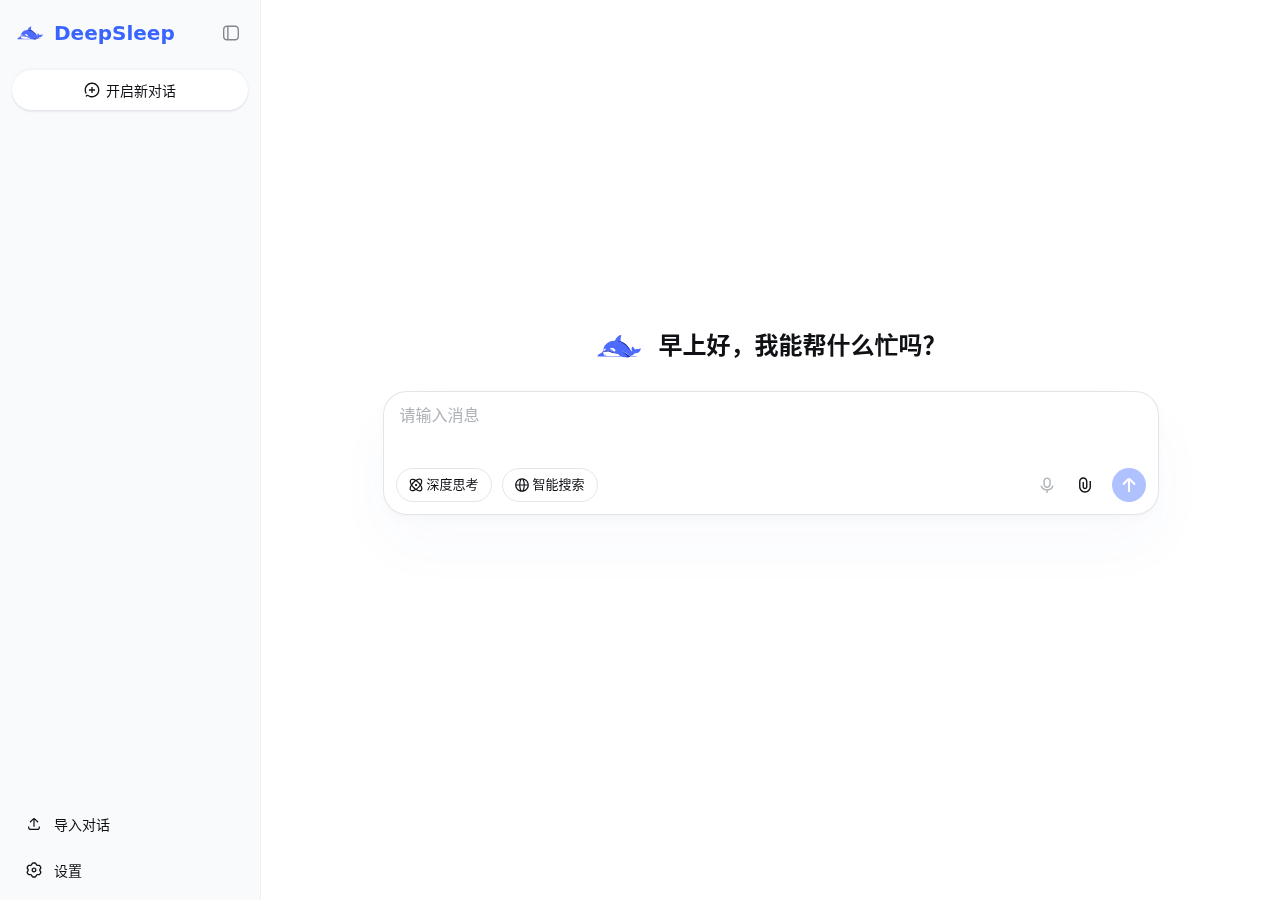 DeepSleep
开启新对话
早上好，我能帮什么忙吗？
请输入消息
深度思考
智能搜索
导入对话
设置